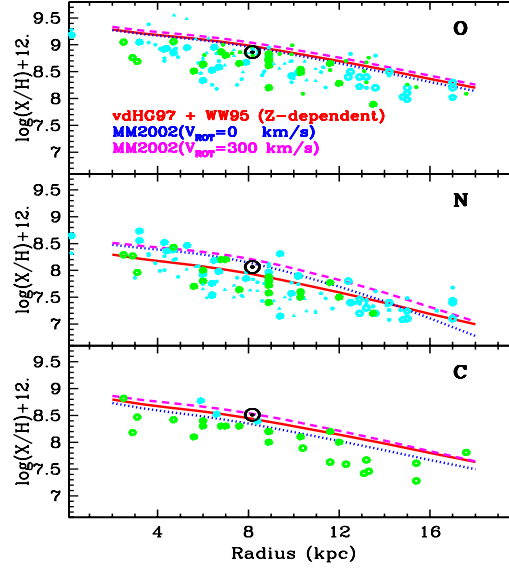 O
log(X/H)+12.
9.5
9
8.5
8
7.5
7
vdHG97 + WW95 (Z-dependent)
MM2002(VROT=0 km/s)
MM2002(VROT=300 km/s)
N
log(X/H)+12.
9.5
9
8.5
8
7.5
7
C
log(X/H)+12.
9.5
9
8.5
8
7.5
7
4 8 12 16
Radius (kpc)